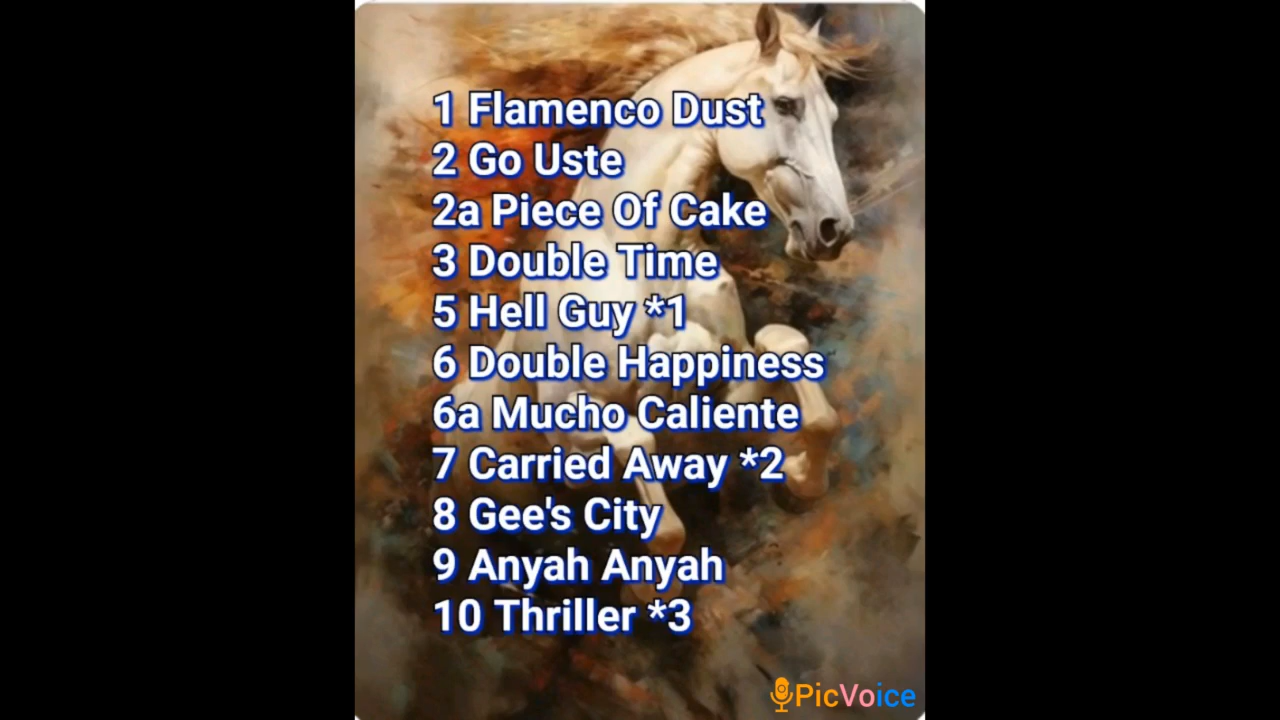 1 Flamenco Dust
2 Go Uste
2a Piece Of Cake
3 Double Time
5 Hell Guy *1
6 Double Happiness
6a Mucho Caliente
7 Carried Away *2
8 Gee's City
9 Anyah Anyah
10 Thriller *3
PicVoice